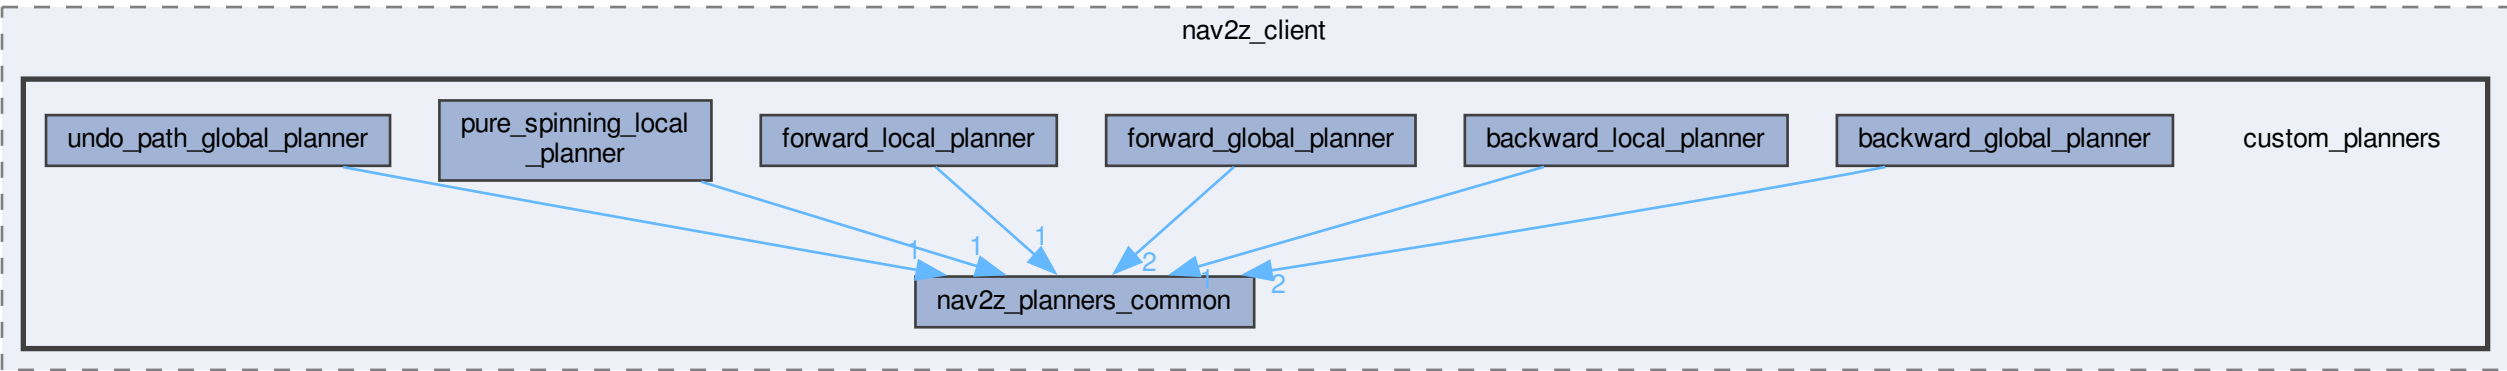 nav2z_client
undo_path_global_planner
pure_spinning_local
_planner
forward_local_planner
forward_global_planner
backward_local_planner
backward_global_planner
custom_planners
1
1
1
2
1
2
nav2z_planners_common